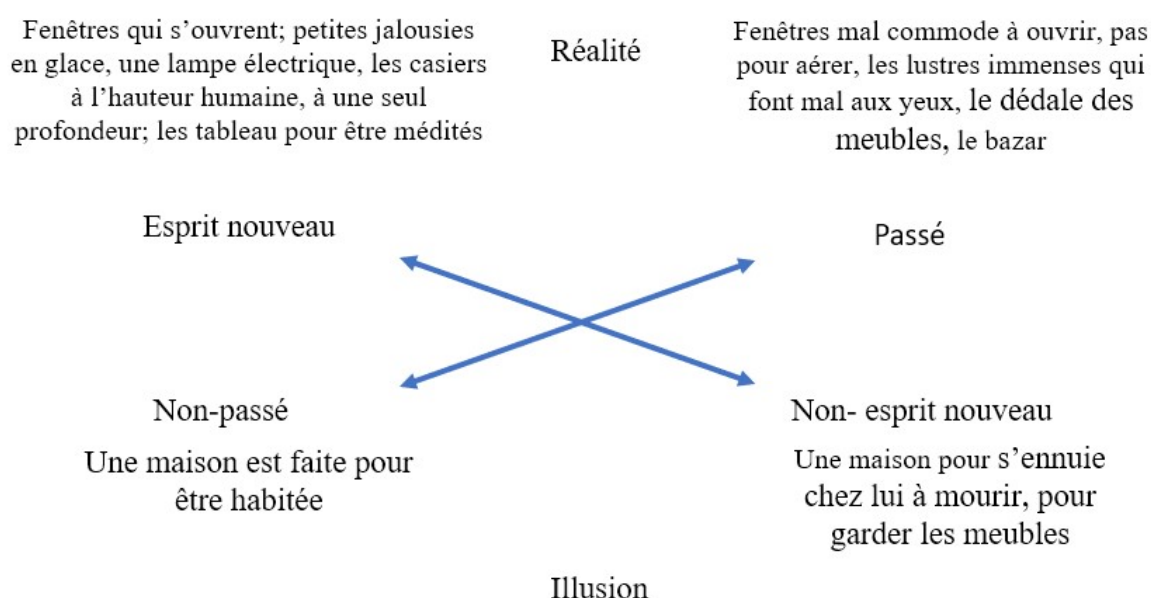 Fenêtres qui s’ouvrent; petites jalousies
en glace, une lampe électrique, les casiers
à l’hauteur humaine, à une seul
profondeur; les tableau pour être médités
Réalité
Fenêtres mal commode à ouvrir, pas
pour aérer, les lustres immenses qui
font mal aux yeux, le dédale des
meubles, le bazar
Esprit nouveau
Passé
Non-passé
Non- esprit nouveau
Une maison est faite pour
être habitée
Une maison pour s’ennuie
chez lui à mourir, pour
garder les meubles
Illusion